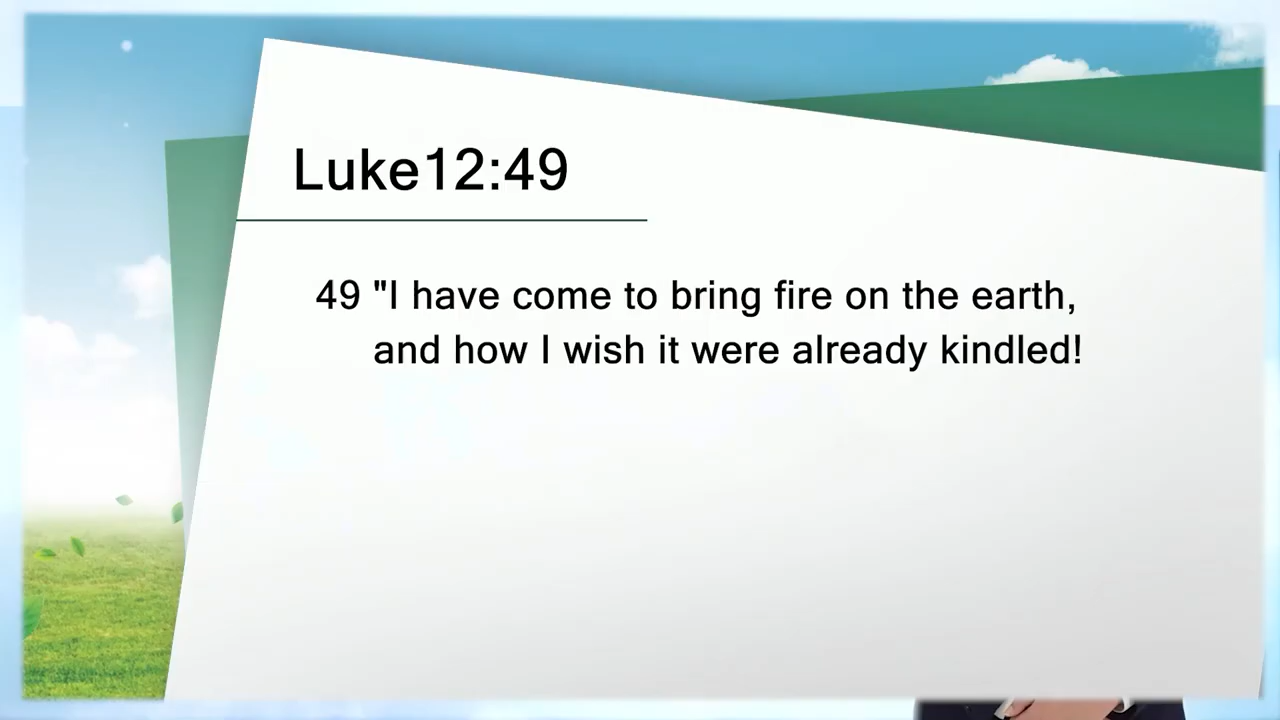 Luke12:49
49 "I have come to bring fire on the earth,
and how I wish it were already kindled!